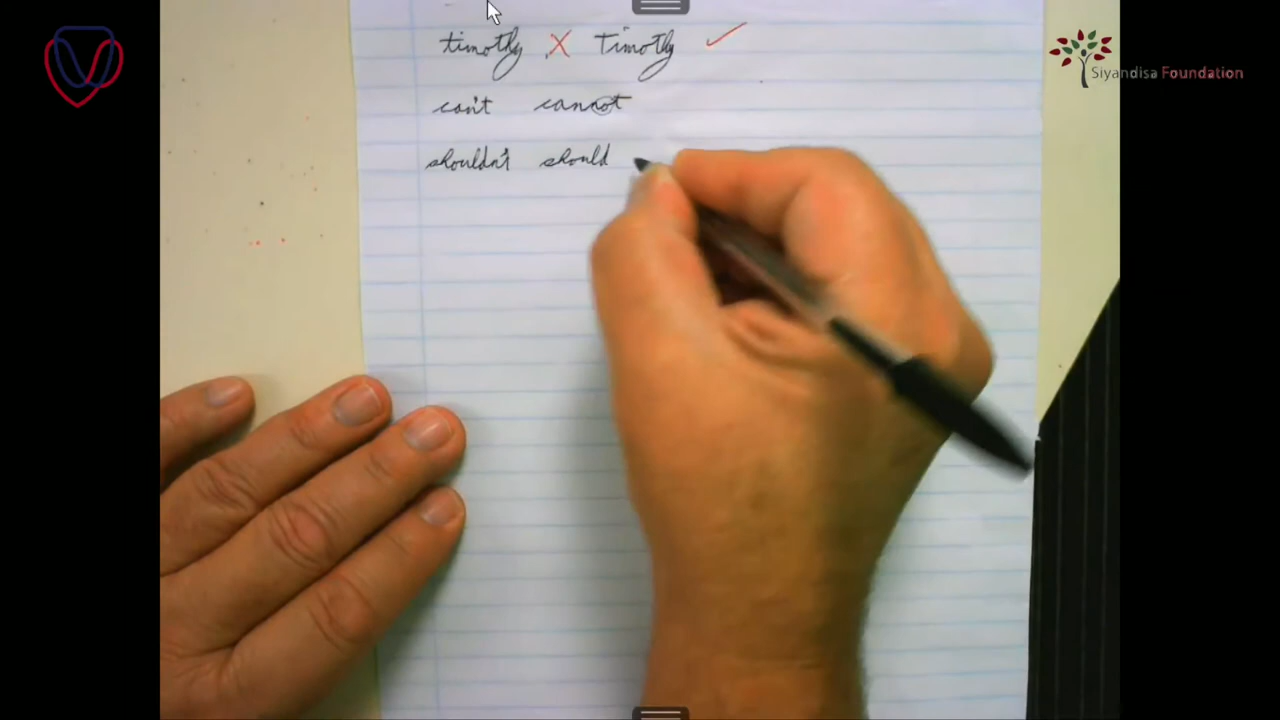 timothy X Timothy ✓
can't cannot
shouldn't should
Siyandisa Foundation